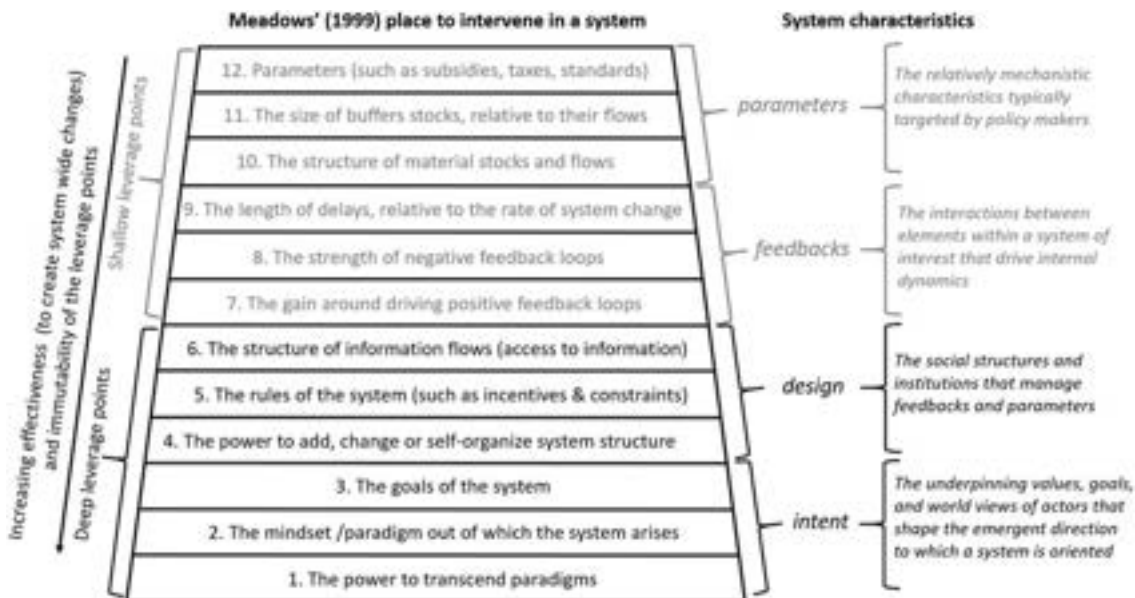 Meadows' (1999) place to intervene in a system
System characteristics
Increasing effectiveness (to create system wide changes)
and immutability of the leverage points
Shallow leverage points
Deep leverage points
12. Parameters (such as subsidies, taxes, standards)
11. The size of buffers stocks, relative to their flows
10. The structure of material stocks and flows
9. The length of delays, relative to the rate of system change
8. The strength of negative feedback loops
7. The gain around driving positive feedback loops
6. The structure of information flows (access to information)
5. The rules of the system (such as incentives & constraints)
4. The power to add, change or self-organize system structure
3. The goals of the system
2. The mindset /paradigm out of which the system arises
1. The power to transcend paradigms
parameters
The relatively mechanistic
characteristics typically
targeted by policy makers
feedbacks
The interactions between
elements within a system of
interest that drive internal
dynamics
design
The social structures and
institutions that manage
feedbacks and parameters
intent
The underpinning values, goals,
and world views of actors that
shape the emergent direction
to which a system is oriented